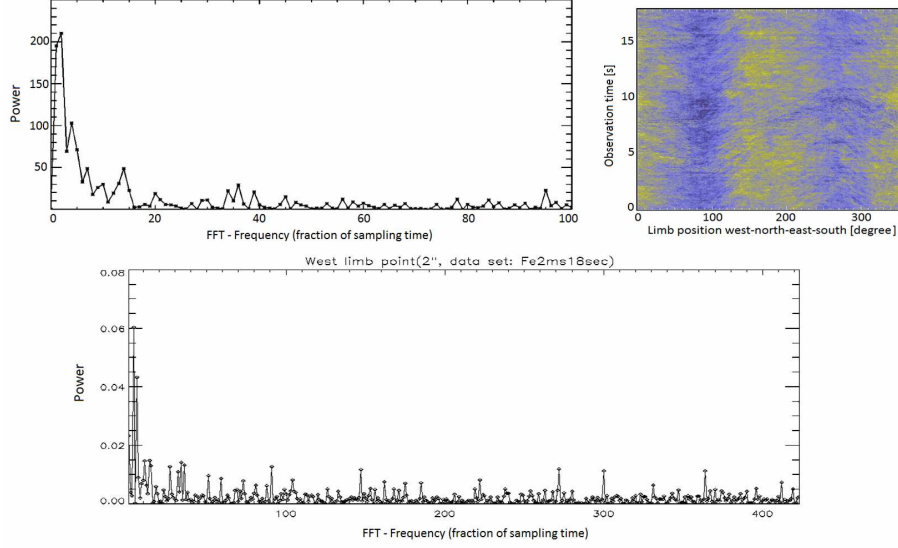 200
150
100
50
Power
0 20 40 60 80 100
FFT - Frequency (fraction of sampling time)
15
10
5
0
Observation time [s]
0 100 200 300
Limb position west-north-east-south [degree]
West limb point(2", data set: Fe2ms18sec)
0.08
0.06
0.04
0.02
0.00
Power
100 200 300 400
FFT - Frequency (fraction of sampling time)